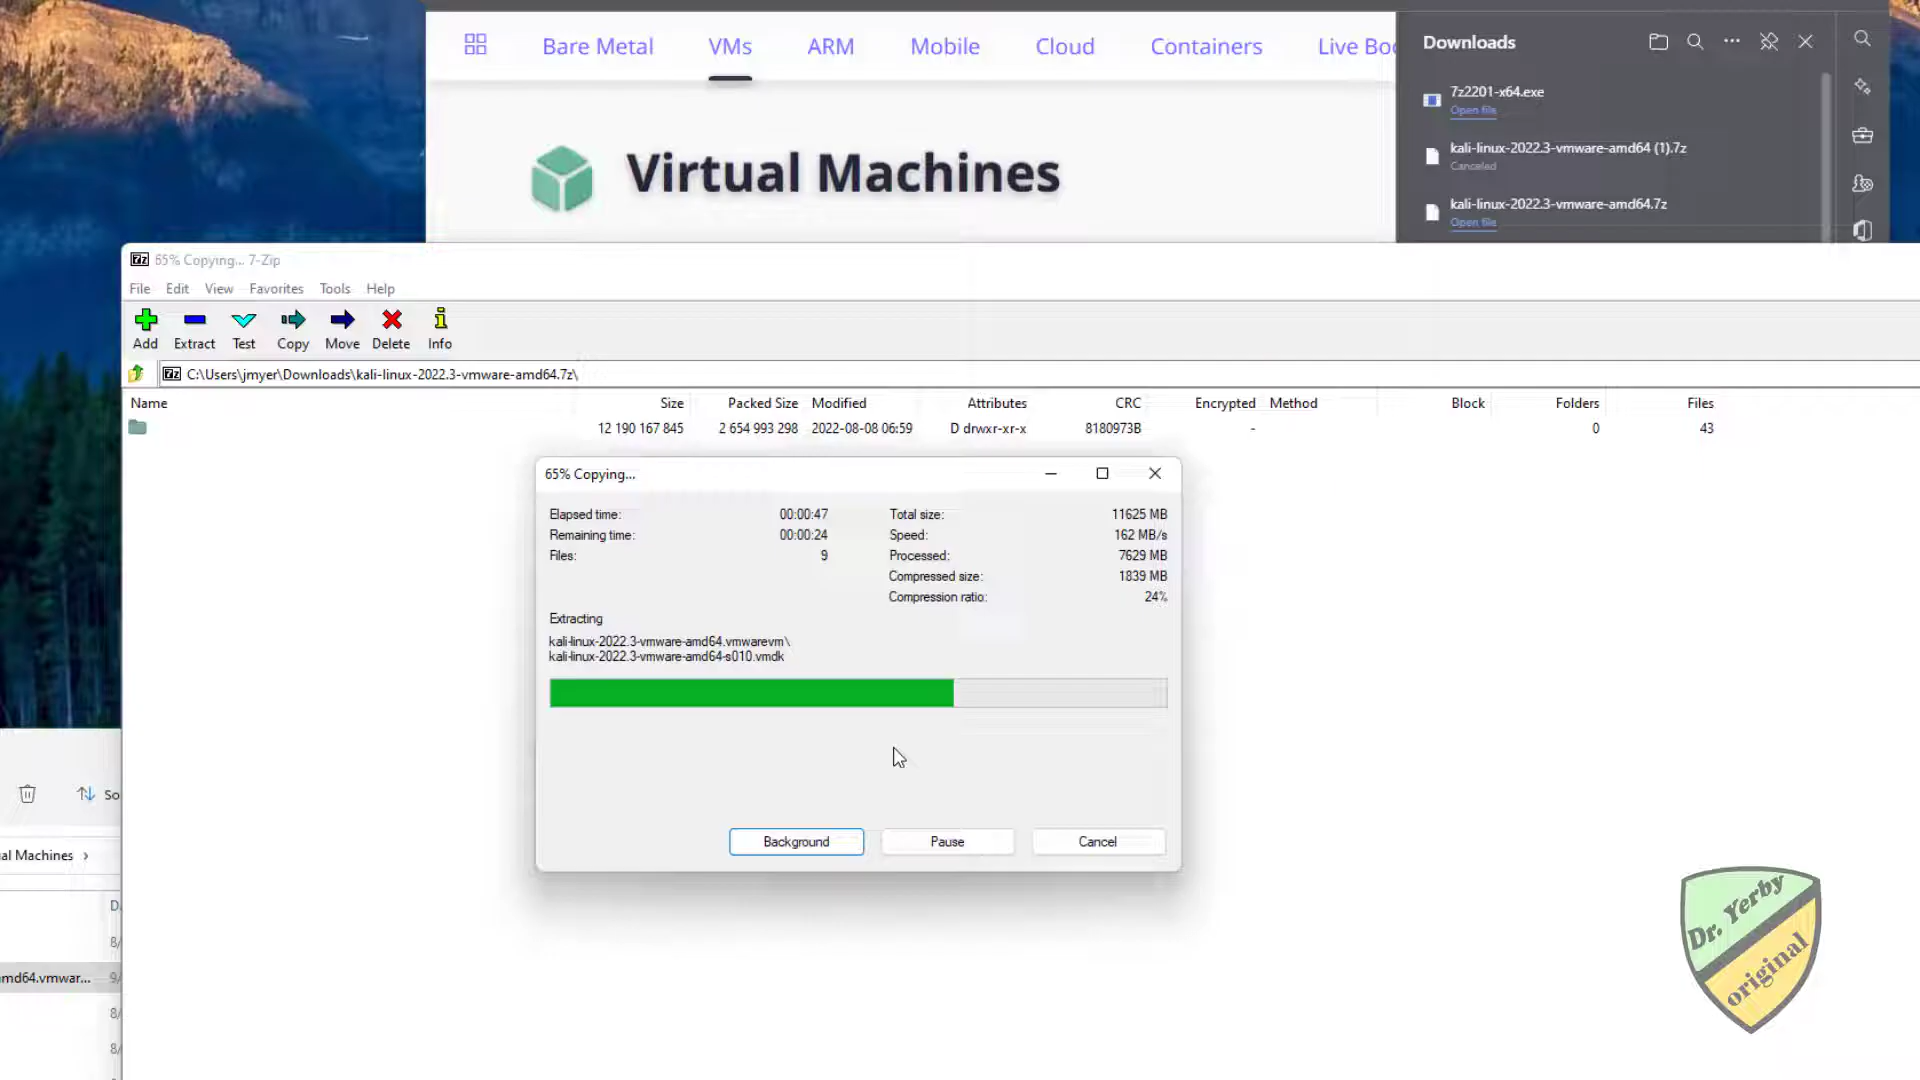 Bare Metal VMs ARM Mobile Cloud Containers Live Boo
Downloads
7z2201-x64.exe
Open file
kali-linux-2022.3-vmware-amd64 (1).7z
Canceled
kali-linux-2022.3-vmware-amd64.7z
Open file
Virtual Machines
65% Copying... 7-Zip
File Edit View Favorites Tools Help
Add Extract Test Copy Move Delete Info
C:\Users\jmyer\Downloads\kali-linux-2022.3-vmware-amd64.7z\
Name Size Packed Size Modified Attributes CRC Encrypted Method Block Folders Files
12 190 167 845 2 654 993 298 2022-08-08 06:59 D drwxr-xr-x 8180973B - 0 43
65% Copying...
Elapsed time: 00:00:47 Total size: 11625 MB
Remaining time: 00:00:24 Speed: 162 MB/s
Files: 9 Processed: 7629 MB
Compressed size: 1839 MB
Compression ratio: 24%
Extracting
kali-linux-2022.3-vmware-amd64.vmwarevm\
kali-linux-2022.3-vmware-amd64-s010.vmdk
Background Pause Cancel
So
al Machines ›
D
8/
md64.vmwar... 9/
8/
8/
Dr. Yerby
original